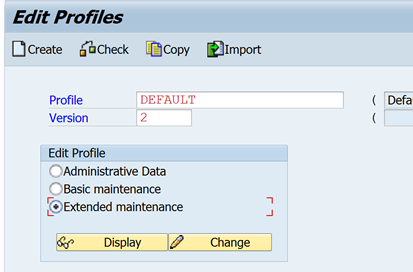 Edit Profiles
Create Check Copy Import
Profile DEFAULT ( Defau
Version 2 (
Edit Profile
Administrative Data
Basic maintenance
Extended maintenance
Display Change